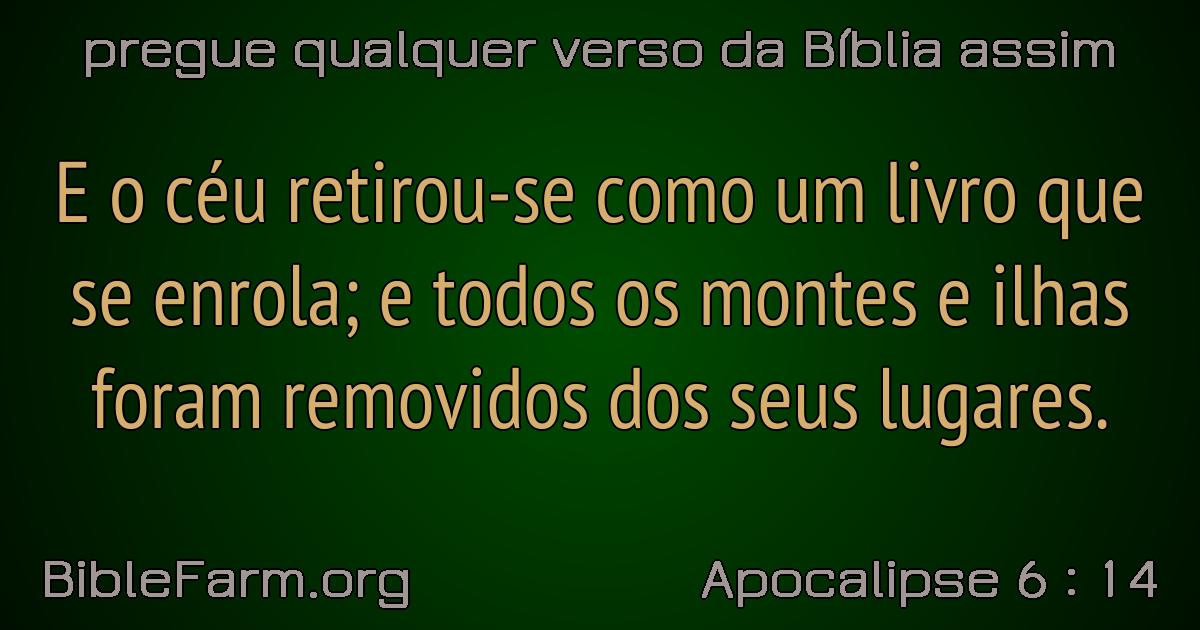 pregue qualquer verso da Bíblia assim
E o céu retirou-se como um livro que
se enrola; e todos os montes e ilhas
foram removidos dos seus lugares.
BibleFarm.org
Apocalipse 6 : 14